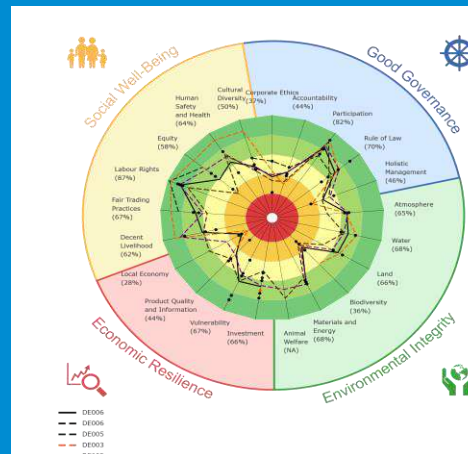 Social Well-Being
Good Governance
Human
Safety
and Health
(64%)
Cultural
Diversity
(50%)
Corporate Ethics
(37%)
Accountability
(44%)
Participation
(82%)
Rule of Law
(70%)
Holistic
Management
(46%)
Equity
(58%)
Labour Rights
(67%)
Fair Trading
Practices
(67%)
Decent
Livelihood
(62%)
Atmosphere
(65%)
Water
(68%)
Land
(66%)
Biodiversity
(36%)
Local Economy
(28%)
Product Quality
and Information
(44%)
Vulnerability
(67%)
Investment
(66%)
Animal
Welfare
(NA)
Materials and
Energy
(68%)
Economic Resilience
Environmental Integrity
DE006
DE006
DE005
DE003